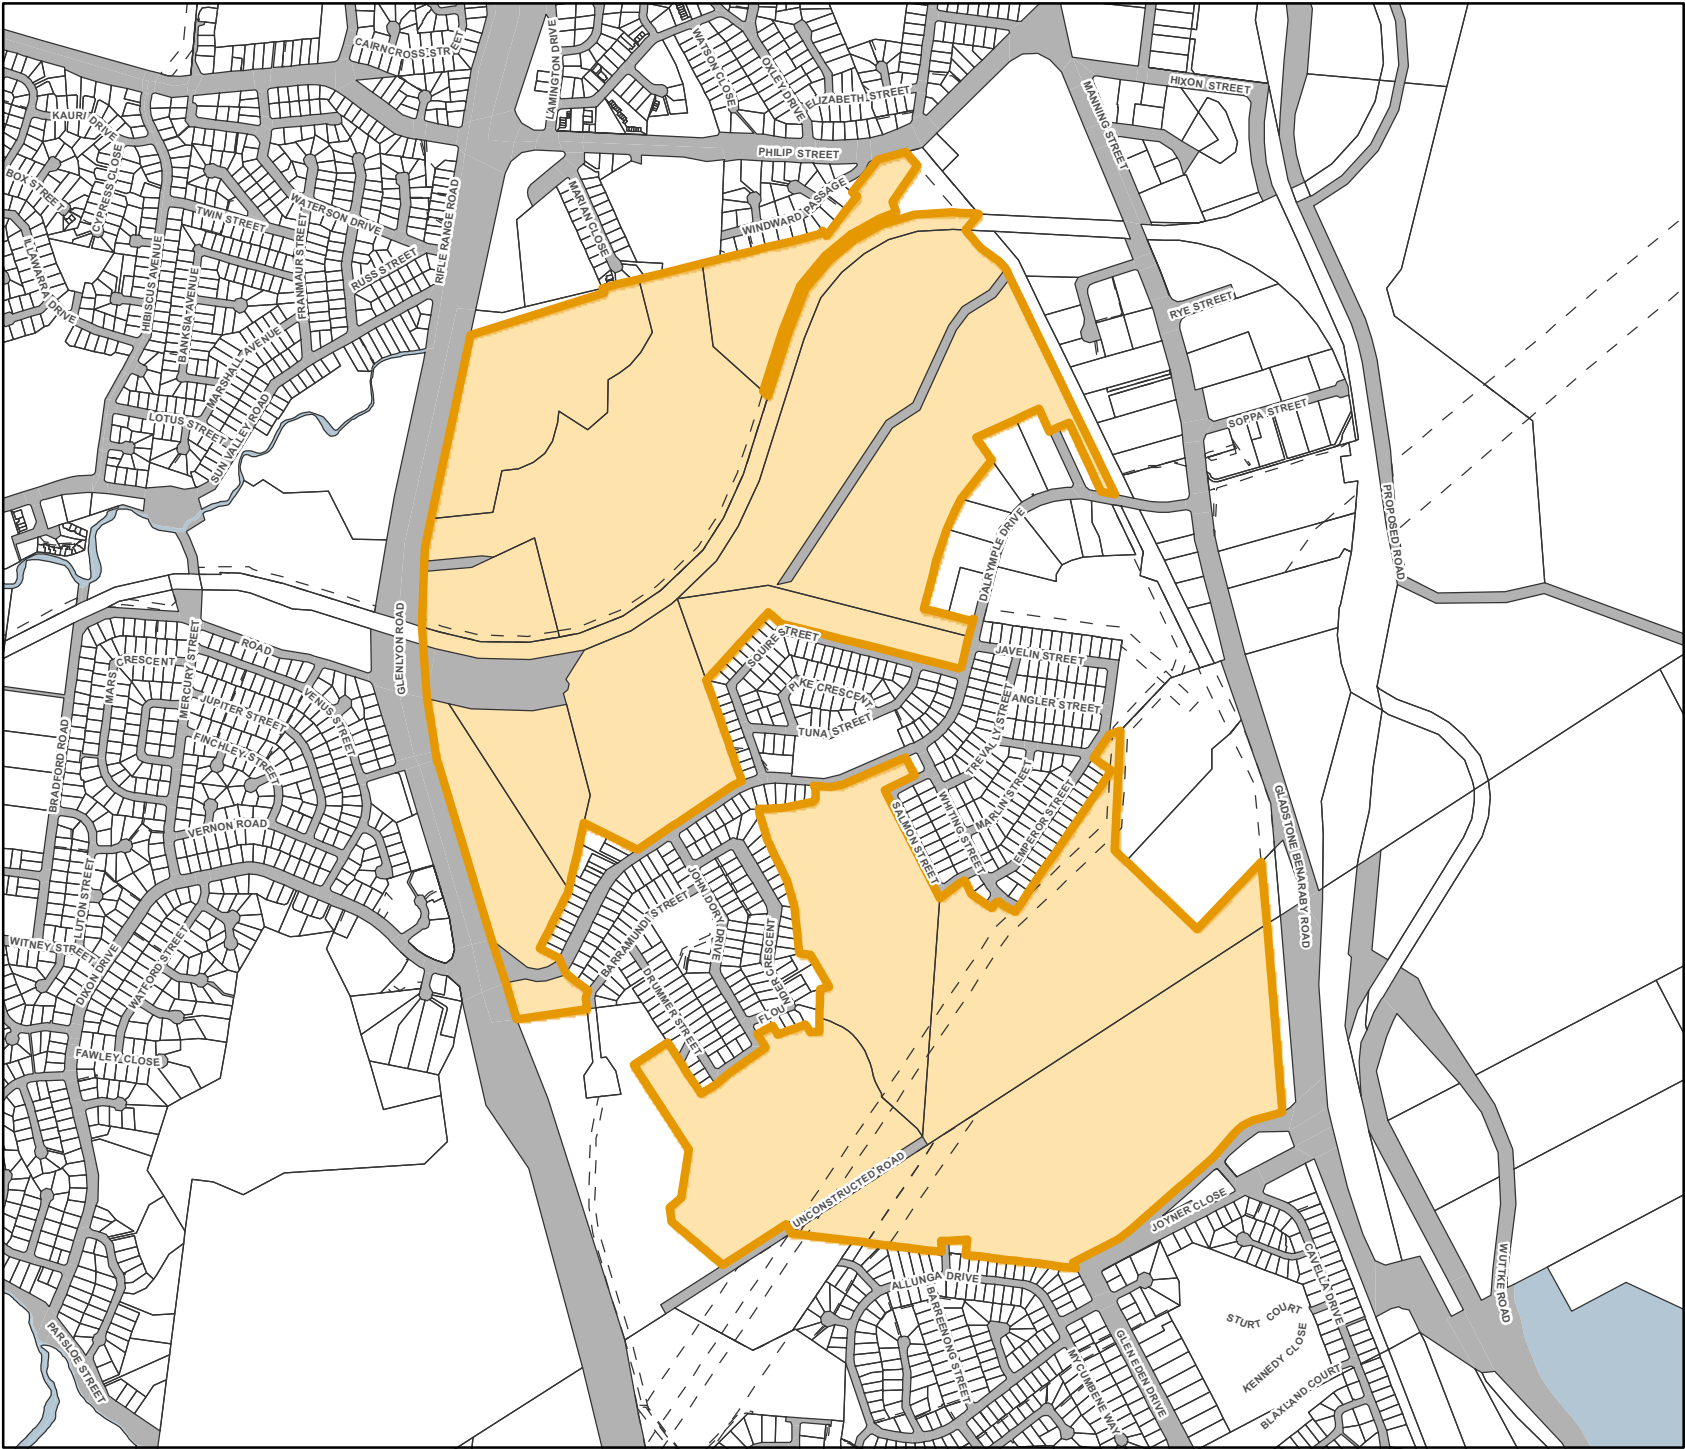 CAIRNCROSS STREET
LAMINGTON DRIVE
WATSON CLOSE
OXLEY DRIVE
ELIZABETH STREET
HIXON STREET
MANNING STREET
KAURI DRIVE
PHILIP STREET
CYPRESS CLOSE
BOX STREET
TWIN STREET
WATERSON DRIVE
MARIAN CLOSE
WINDWARD PASSAGE
RIFLE RANGE ROAD
ILLAWARRA DRIVE
HIBISCUS AVENUE
BANKSIA AVENUE
FRANMAUR STREET
RUSS STREET
RYE STREET
MARSHALL AVENUE
LOTUS STREET
SUN VALLEY ROAD
SOPPA STREET
PROPOSED ROAD
DALRYMPLE DRIVE
GLENLYON ROAD
ROAD
SQUIRE STREET
JAVELIN STREET
MARS
CRESCENT
MERCURY STREET
JUPITER STREET
VENUS STREET
PIKE CRESCENT
ANGLER STREET
TUNA STREET
TREVALLY STREET
FINCHLEY STREET
BRADFORD ROAD
VERNON ROAD
MARLIN STREET
WHITING STREET
SALMON STREET
EMPEROR STREET
GLADSTONE BENARABY ROAD
LUTON STREET
JOHN DORY DRIVE
BARRAMUNDI STREET
WITNEY STREET
DIXON DRIVE
WATFORD STREET
DRUMMER STREET
FLOUNDER CRESCENT
FAWLEY CLOSE
UNCONSTRUCTED ROAD
JOYNER CLOSE
WUTTKE ROAD
CAVELLA DRIVE
ALLUNGA DRIVE
BARREENONG STREET
STURT COURT
KENNEDY CLOSE
BLAXLAND COURT
GLEN EDEN DRIVE
MYCUMBENE WAY
PARSLOE STREET